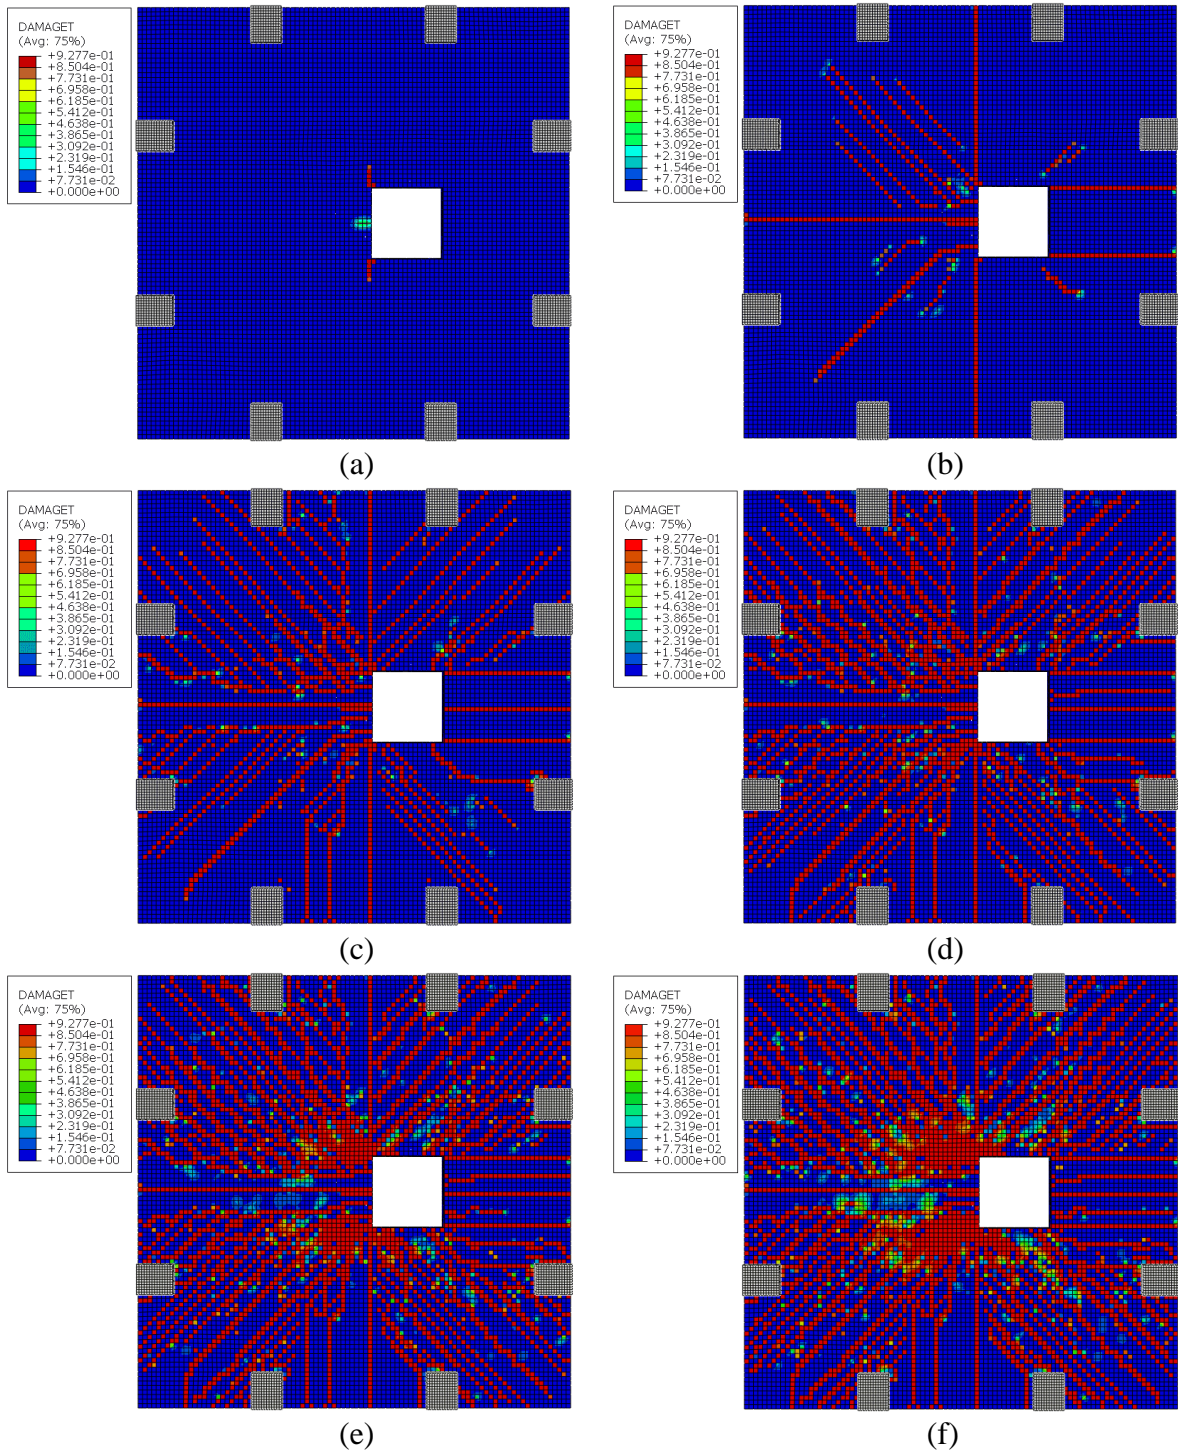 DAMAGET
(Avg: 75%)
+9.277e-01
+8.504e-01
+7.731e-01
+6.958e-01
+6.185e-01
+5.412e-01
+4.638e-01
+3.865e-01
+3.092e-01
+2.319e-01
+1.546e-01
+7.731e-02
+0.000e+00
(a)
DAMAGET
(Avg: 75%)
+9.277e-01
+8.504e-01
+7.731e-01
+6.958e-01
+6.185e-01
+5.412e-01
+4.638e-01
+3.865e-01
+3.092e-01
+2.319e-01
+1.546e-01
+7.731e-02
+0.000e+00
(b)
DAMAGET
(Avg: 75%)
+9.277e-01
+8.504e-01
+7.731e-01
+6.958e-01
+6.185e-01
+5.412e-01
+4.638e-01
+3.865e-01
+3.092e-01
+2.319e-01
+1.546e-01
+7.731e-02
+0.000e+00
(c)
DAMAGET
(Avg: 75%)
+9.277e-01
+8.504e-01
+7.731e-01
+6.958e-01
+6.185e-01
+5.412e-01
+4.638e-01
+3.865e-01
+3.092e-01
+2.319e-01
+1.546e-01
+7.731e-02
+0.000e+00
(d)
DAMAGET
(Avg: 75%)
+9.277e-01
+8.504e-01
+7.731e-01
+6.958e-01
+6.185e-01
+5.412e-01
+4.638e-01
+3.865e-01
+3.092e-01
+2.319e-01
+1.546e-01
+7.731e-02
+0.000e+00
(e)
DAMAGET
(Avg: 75%)
+9.277e-01
+8.504e-01
+7.731e-01
+6.958e-01
+6.185e-01
+5.412e-01
+4.638e-01
+3.865e-01
+3.092e-01
+2.319e-01
+1.546e-01
+7.731e-02
+0.000e+00
(f)